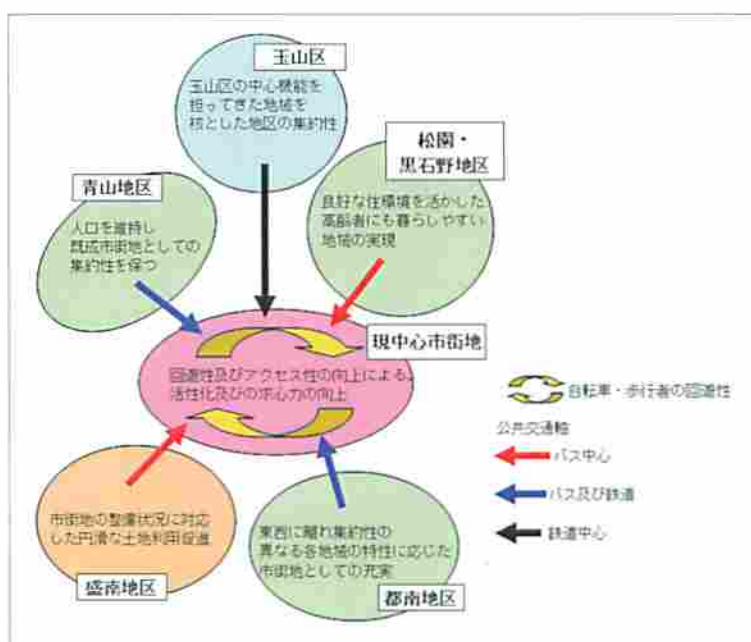 玉山区
玉山区の中心機能を
担ってきた地域を
核とした地区の集約性
松園・
黒石野地区
良好な住環境を活かした
高齢者にも暮らしやすい
地域の実現
青山地区
人口を維持し
既成市街地としての
集約性を保つ
現中心市街地
回遊性及びアクセス性の向上による、
活性化及びの求心力の向上
自転車・歩行者の回遊性
公共交通軸
バス中心
バス及び鉄道
鉄道中心
市街地の整備状況に対応
した円滑な土地利用促進
盛南地区
東西に離れ集約性の
異なる各地域の特性に応じた
市街地としての充実
都南地区